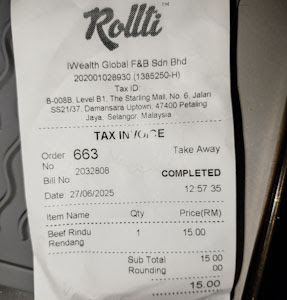 Rollti™
iWealth Global F&B Sdn Bhd
202001028930 (1385250-H)
Tax ID:
B-008B, Level B1, The Starling Mall, No. 6, Jalan
SS21/37, Damansara Uptown, 47400 Petaling
Jaya, Selangor, Malaysia
TAX INVOICE
Order 663 Take Away
No
Bill No 2032808 COMPLETED
Date: 27/06/2025 12:57:35
Item Name Qty Price(RM)
Beef Rindu 1 15.00
Rendang
Sub Total 15.00
Rounding .00
15.00